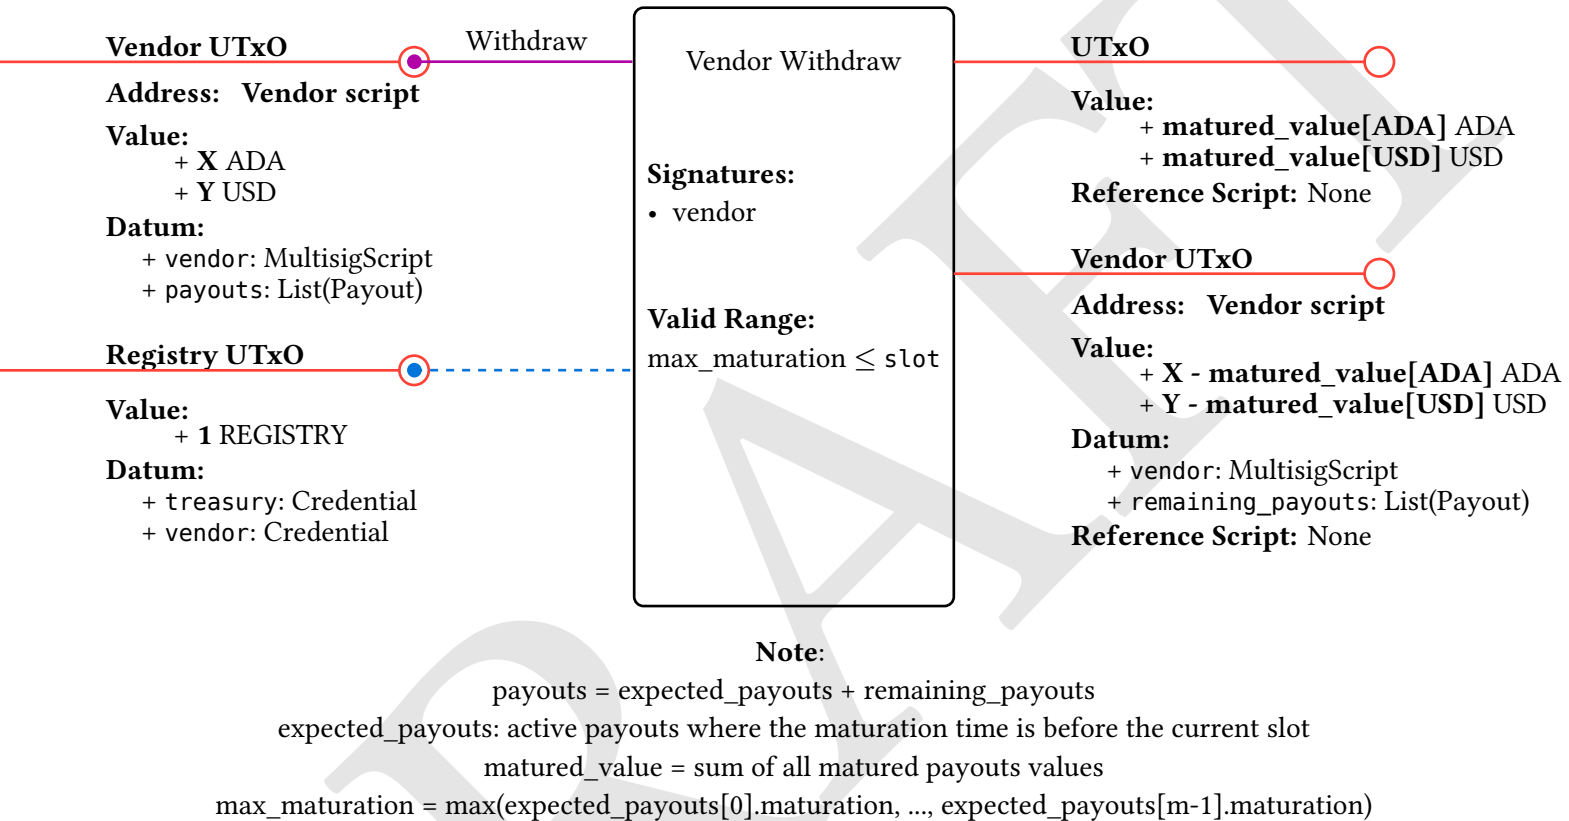 Vendor UTxO
Withdraw
Address: Vendor script
Value:
+ X ADA
+ Y USD
Datum:
+ vendor: MultisigScript
+ payouts: List(Payout)
Registry UTxO
Value:
+ 1 REGISTRY
Datum:
+ treasury: Credential
+ vendor: Credential
Vendor Withdraw
Signatures:
• vendor
Valid Range:
max_maturation ≤ slot
UTxO
Value:
+ matured_value[ADA] ADA
+ matured_value[USD] USD
Reference Script: None
Vendor UTxO
Address: Vendor script
Value:
+ X - matured_value[ADA] ADA
+ Y - matured_value[USD] USD
Datum:
+ vendor: MultisigScript
+ remaining_payouts: List(Payout)
Reference Script: None
Note:
payouts = expected_payouts + remaining_payouts
expected_payouts: active payouts where the maturation time is before the current slot
matured_value = sum of all matured payouts values
max_maturation = max(expected_payouts[0].maturation, ..., expected_payouts[m-1].maturation)